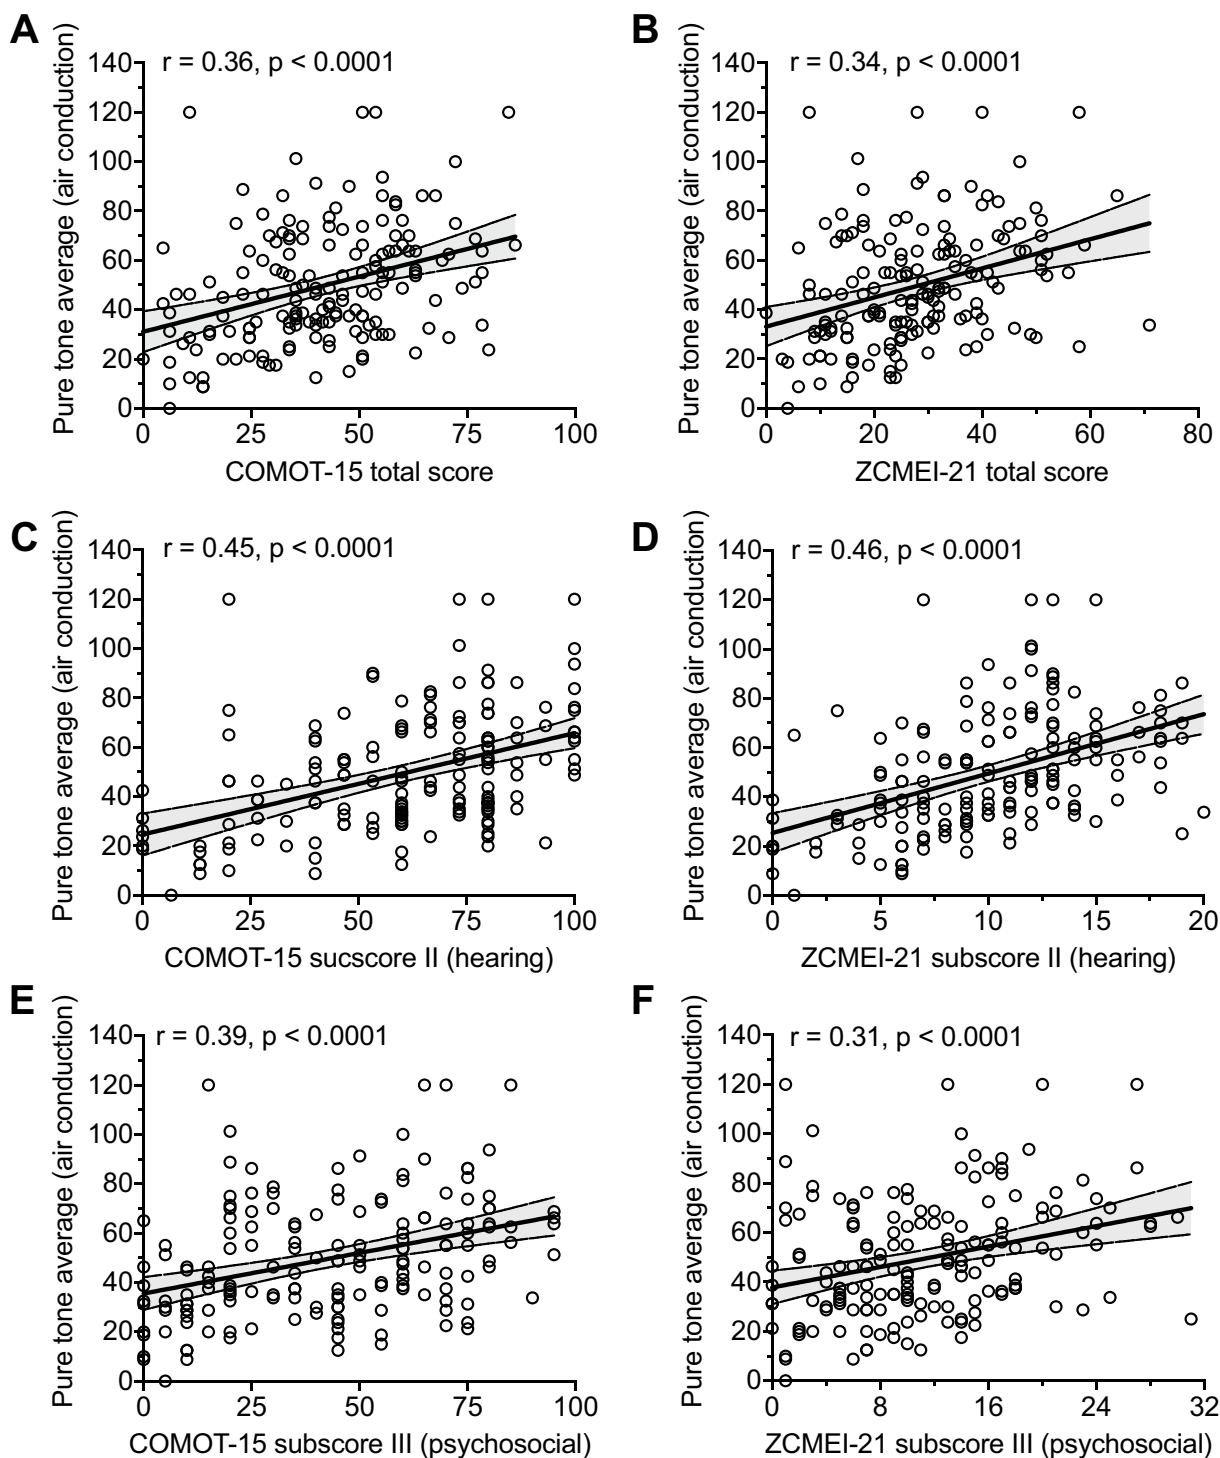 A
Pure tone average (air conduction)
r = 0.36, p < 0.0001
140
120
100
80
60
40
20
0
0 25 50 75 100
COMOT-15 total score
B
Pure tone average (air conduction)
r = 0.34, p < 0.0001
140
120
100
80
60
40
20
0
0 20 40 60 80
ZCMEI-21 total score
C
Pure tone average (air conduction)
r = 0.45, p < 0.0001
140
120
100
80
60
40
20
0
0 25 50 75 100
COMOT-15 sucscore II (hearing)
D
Pure tone average (air conduction)
r = 0.46, p < 0.0001
140
120
100
80
60
40
20
0
0 5 10 15 20
ZCMEI-21 subscore II (hearing)
E
Pure tone average (air conduction)
r = 0.39, p < 0.0001
140
120
100
80
60
40
20
0
0 25 50 75 100
COMOT-15 subscore III (psychosocial)
F
Pure tone average (air conduction)
r = 0.31, p < 0.0001
140
120
100
80
60
40
20
0
0 8 16 24 32
ZCMEI-21 subscore III (psychosocial)